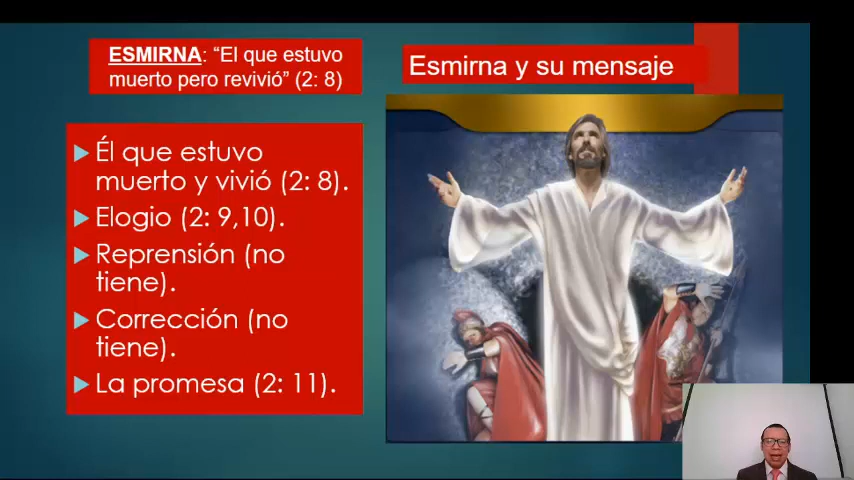 ESMIRNA: “El que estuvo
muerto pero revivió” (2: 8)
Esmirna y su mensaje
Él que estuvo
muerto y vivió (2: 8).
Elogio (2: 9,10).
Reprensión (no
tiene).
Corrección (no
tiene).
La promesa (2: 11).